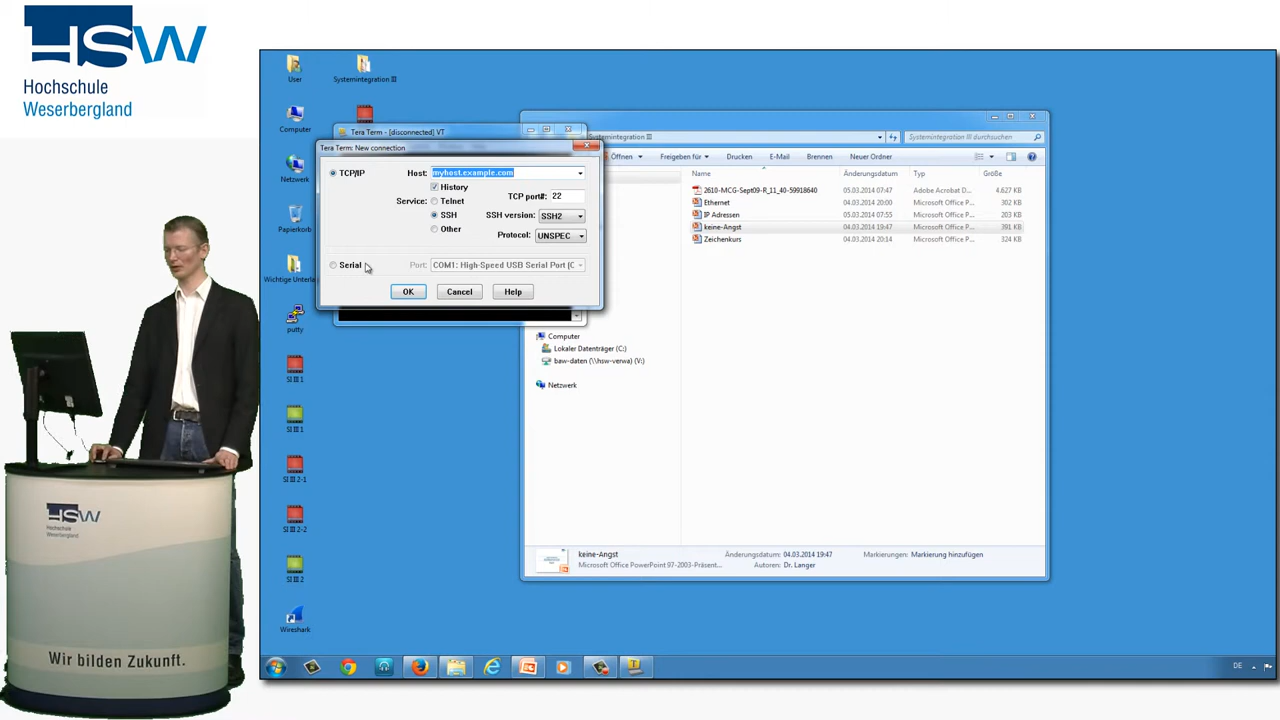 HSW
Hochschule
Weserbergland
User
Systemintegration III
Computer
Netzwerk
Papierkorb
Wichtige Unterla
putty
SI III 1
SI III 1
SI III 2-1
SI III 2-2
SI III 2
Wireshark
Tera Term - [disconnected] VT
Tera Term: New connection
TCP/IP
Host: myhost.example.com
History
Service: Telnet
TCP port#: 22
SSH
SSH version: SSH2
Other
Protocol: UNSPEC
Serial
Port: COM1: High-Speed USB Serial Port (C
OK
Cancel
Help
Systemintegration III
Systemintegration III durchsuchen
Öffnen
Freigeben für
Drucken
E-Mail
Brennen
Neuer Ordner
Name
Änderungsdatum
Typ
Größe
2610-MCG-Sept09-R_11_40-59918640 05.03.2014 07:47 Adobe Acrobat D... 4.627 KB
Ethernet 04.03.2014 20:00 Microsoft Office P... 302 KB
IP Adressen 05.03.2014 07:55 Microsoft Office P... 203 KB
keine-Angst 04.03.2014 19:47 Microsoft Office P... 391 KB
Zeichenkurs 04.03.2014 20:14 Microsoft Office P... 324 KB
Computer
Lokaler Datenträger (C:)
baw-daten (\\hsw-verwa) (V:)
Netzwerk
keine-Angst
Änderungsdatum: 04.03.2014 19:47
Markierungen: Markierung hinzufügen
Microsoft Office PowerPoint 97-2003-Präsent...
Autoren: Dr. Langer
DE
HSW
Hochschule
Weserbergland
Wir bilden Zukunft.